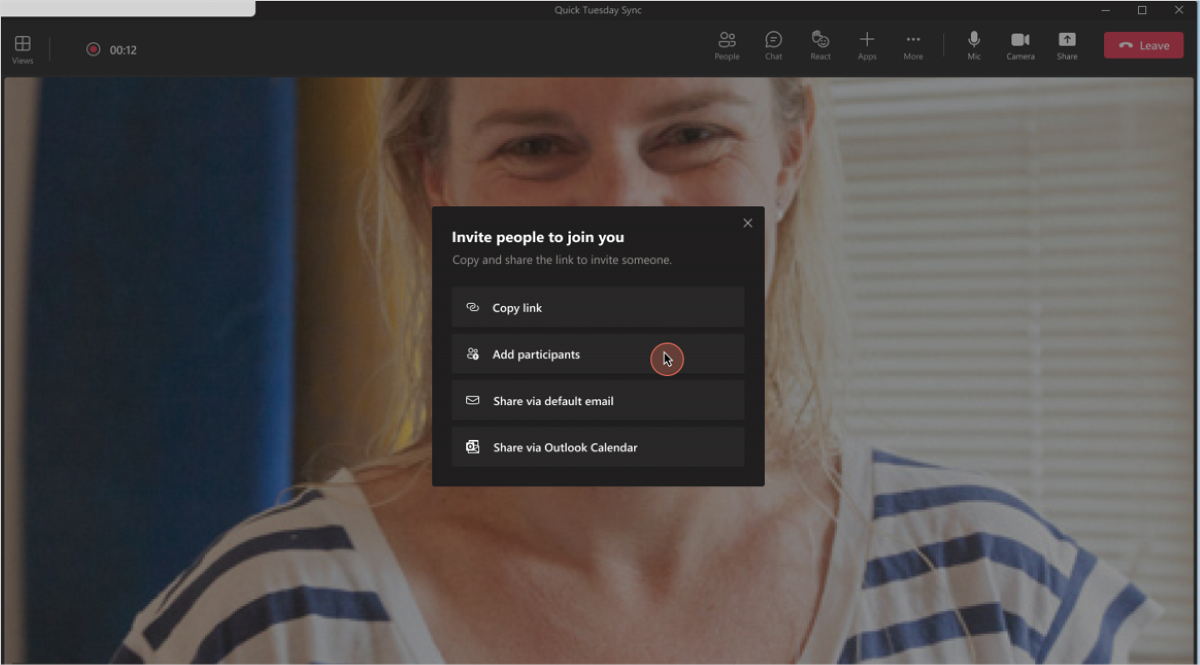 Quick Tuesday Sync
Views
00:12
People
Chat
React
Apps
More
Mic
Camera
Share
Leave
Invite people to join you
Copy and share the link to invite someone.
Copy link
Add participants
Share via default email
Share via Outlook Calendar